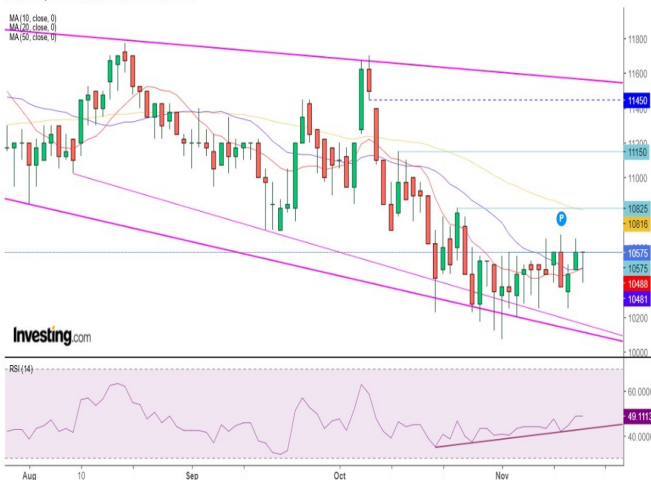 MA (10, close, 0)
MA (20, close, 0)
MA (50, close, 0)
11800
11600
11450
11400
11150
11000
10825
10816
10575
10575
10488
10481
10200
10000
P
Investing.com
RSI (14)
60.0000
49.1113
40.0000
Aug 10 Sep Oct Nov